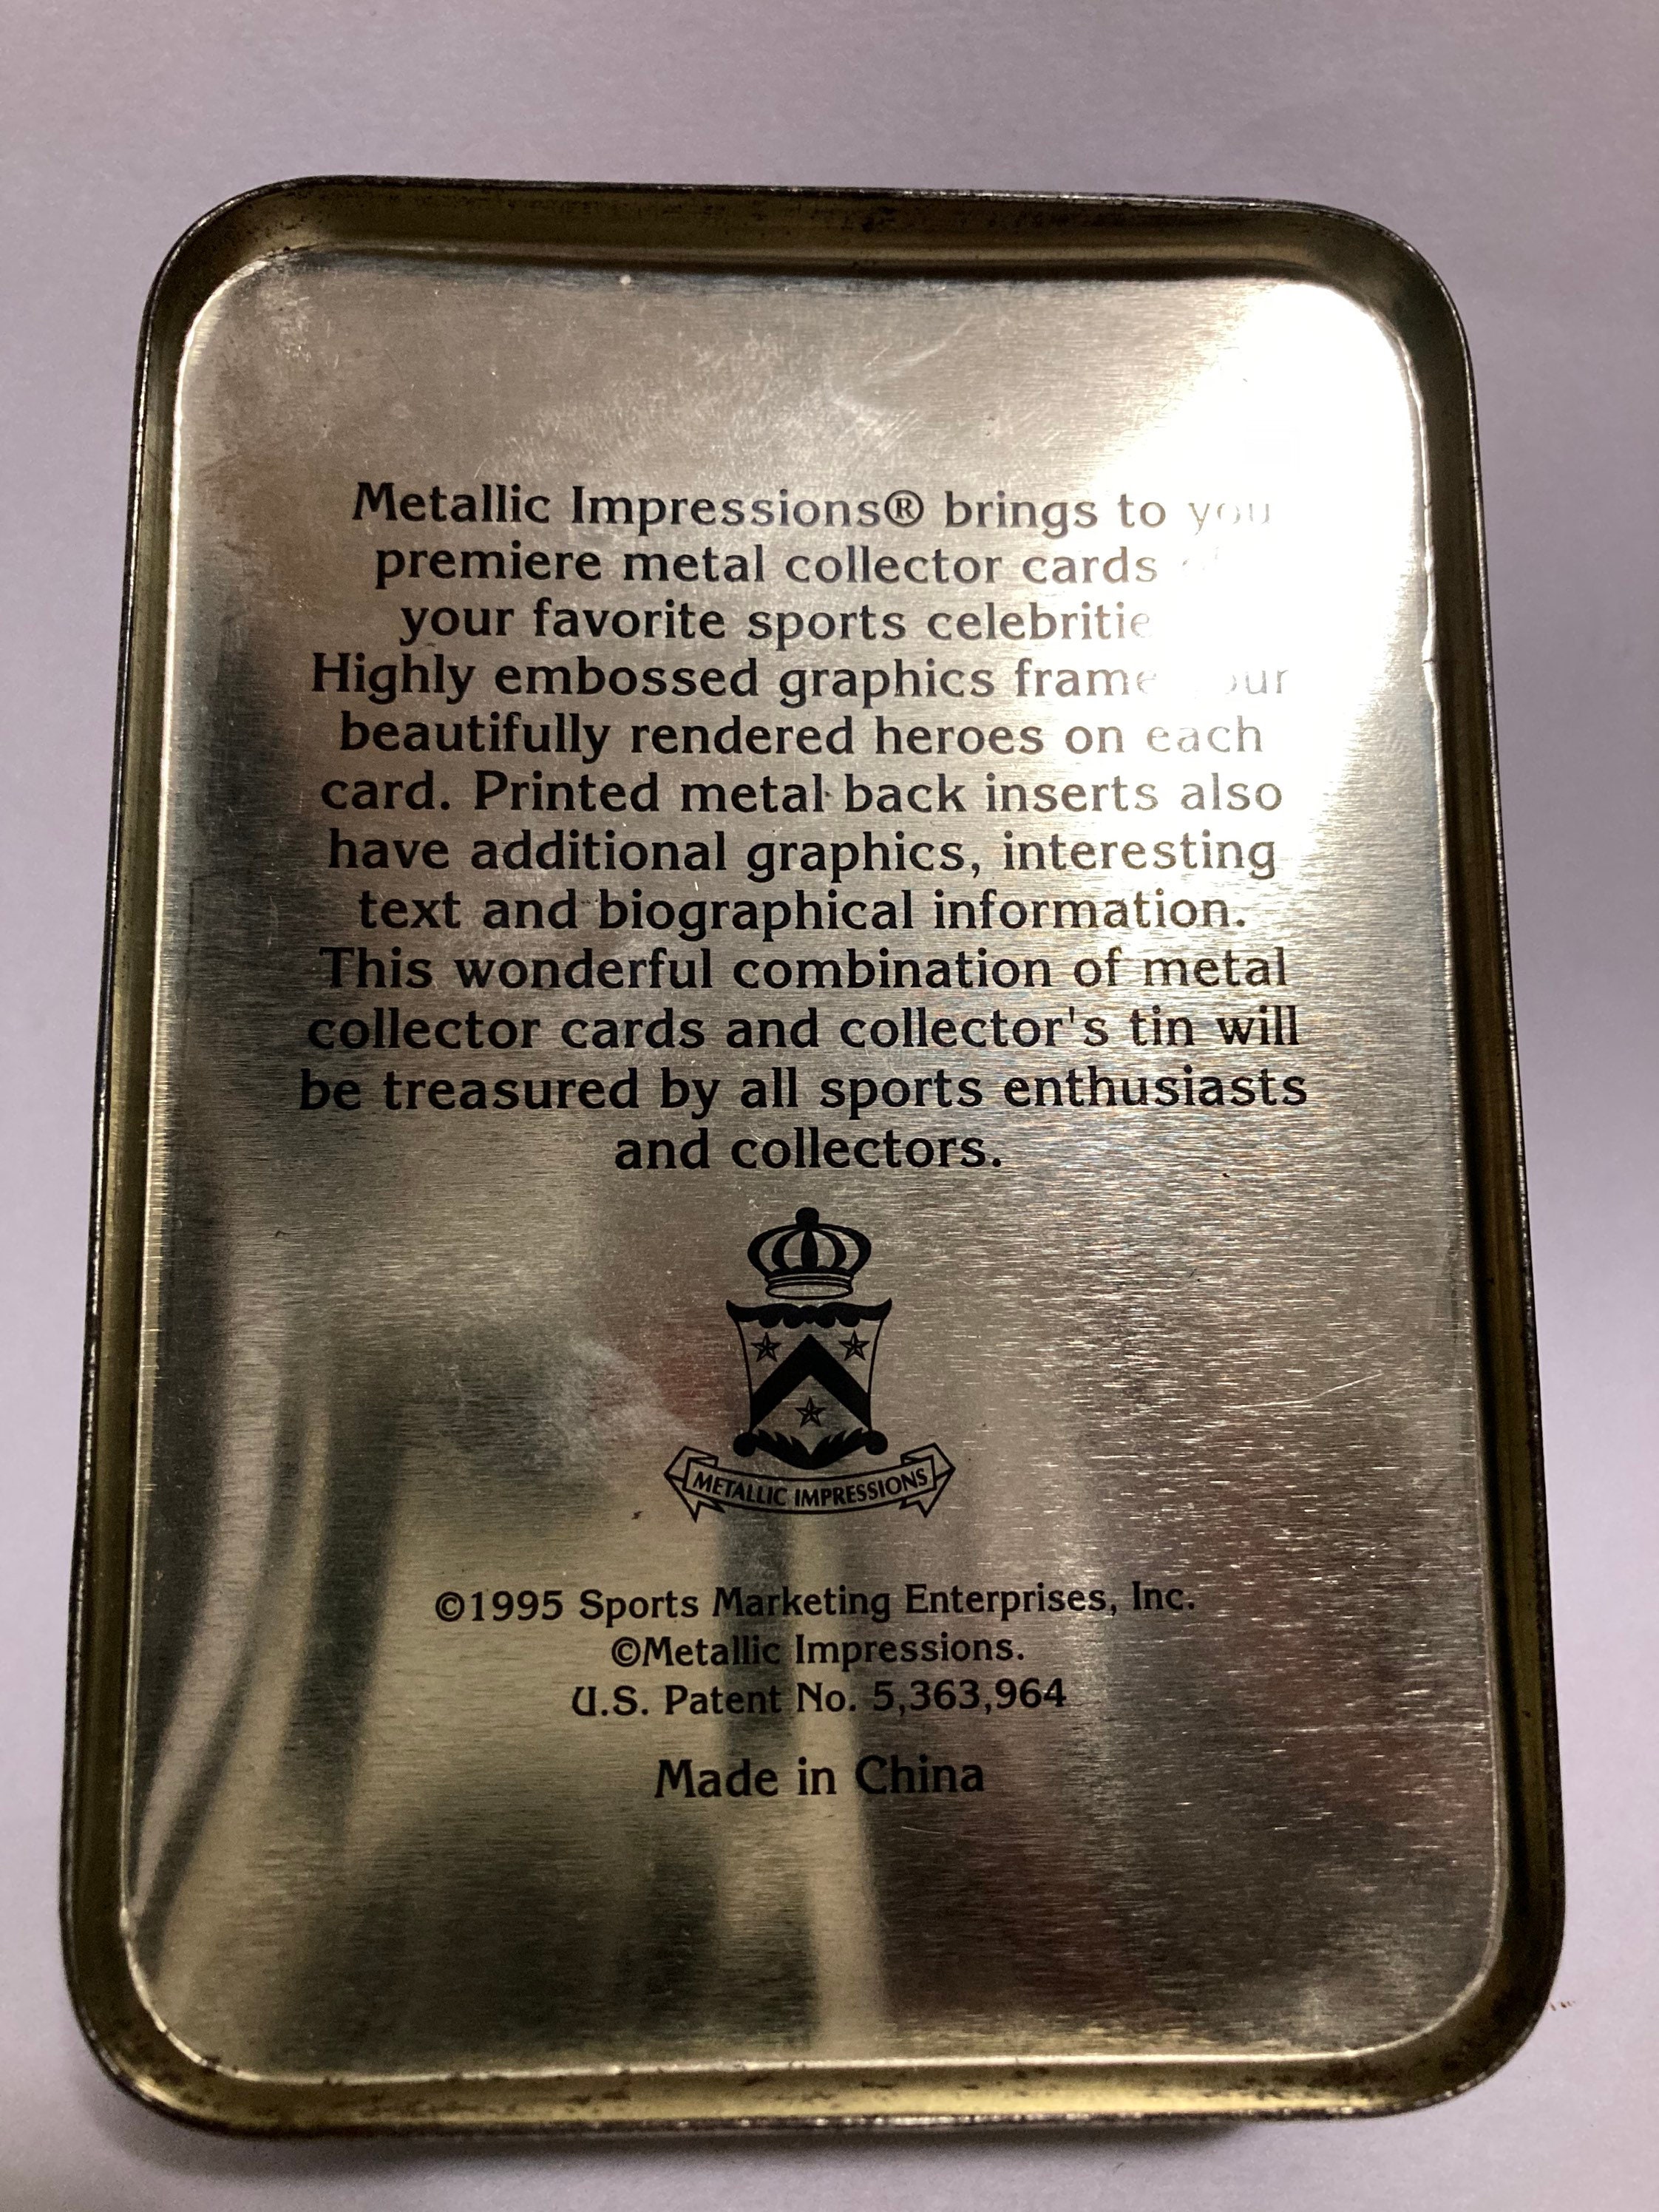 Metallic Impressions® brings to you
premiere metal collector cards
your favorite sports
Highly embossed graphics
beautifully rendered heroes on each
card. Printed metal back inserts also
have additional graphics, interesting
text and biographical information.
This wonderful combination of metal
collector cards and collector's tin will
be treasured by all sports enthusiasts
and collectors.
METALLIC IMPRESSIONS
©1995 Sports Marketing Enterprises, Inc.
©Metallic Impressions.
U.S. Patent No. 5,363,964
Made in China